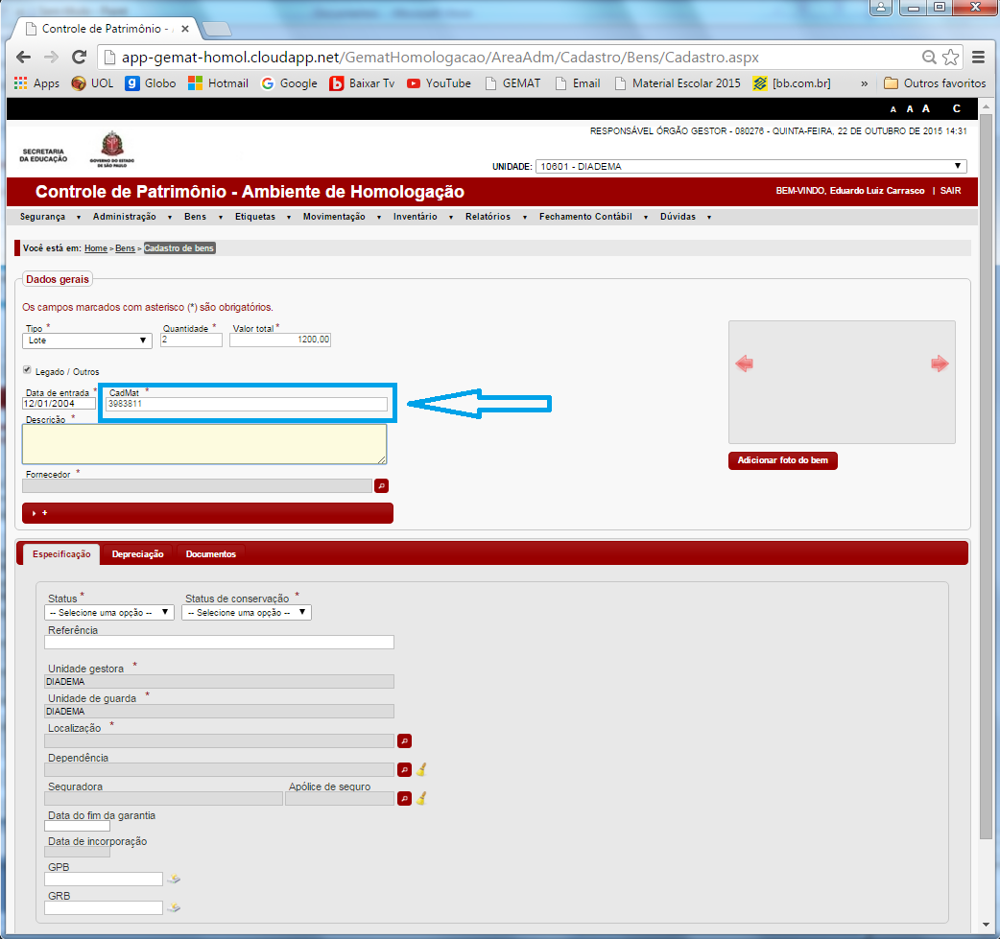 Controle de Patrimônio -
app-gemat-homol.cloudapp.net/GematHomologacao/AreaAdm/Cadastro/Bens/Cadastro.aspx
Apps UOL Globo Hotmail Google Baixar Tv YouTube GEMAT Email Material Escolar 2015 [bb.com.br] » Outros favoritos
A A A C
RESPONSÁVEL ÓRGÃO GESTOR - 080276 - QUINTA-FEIRA, 22 DE OUTUBRO DE 2015 14:31
SECRETARIA
DA EDUCAÇÃO
GOVERNO DO ESTADO
DE SÃO PAULO
UNIDADE: 10601 - DIADEMA
Controle de Patrimônio - Ambiente de Homologação
BEM-VINDO, Eduardo Luiz Carrasco | SAIR
Segurança Administração Bens Etiquetas Movimentação Inventário Relatórios Fechamento Contábil Dúvidas
Você está em: Home > Bens > Cadastro de bens
Dados gerais
Os campos marcados com asterisco (*) são obrigatórios.
Tipo * Quantidade * Valor total *
Lote 2 1200,00
Legado / Outros
Data de entrada * CadMat *
12/01/2004 3983811
Descrição *
Fornecedor *
+
Adicionar foto do bem
Especificação Depreciação Documentos
Status * Status de conservação *
-- Selecione uma opção -- -- Selecione uma opção --
Referência
Unidade gestora *
DIADEMA
Unidade de guarda *
DIADEMA
Localização *
Dependência
Seguradora Apólice de seguro
Data do fim da garantia
Data de incorporação
GPB
GRB